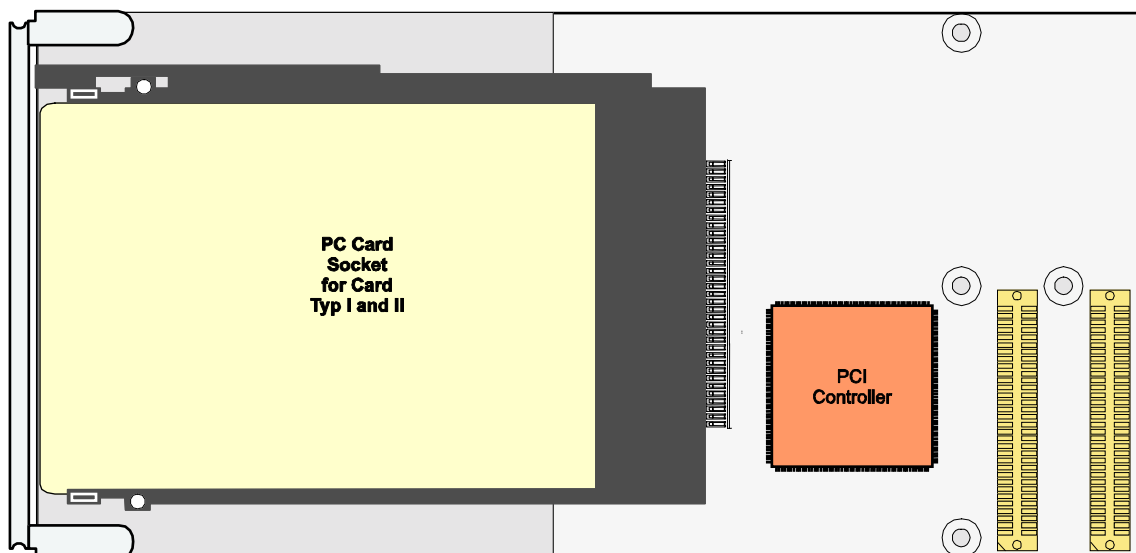 PC Card
Socket
for Card
Typ I and II
PCI
Controller